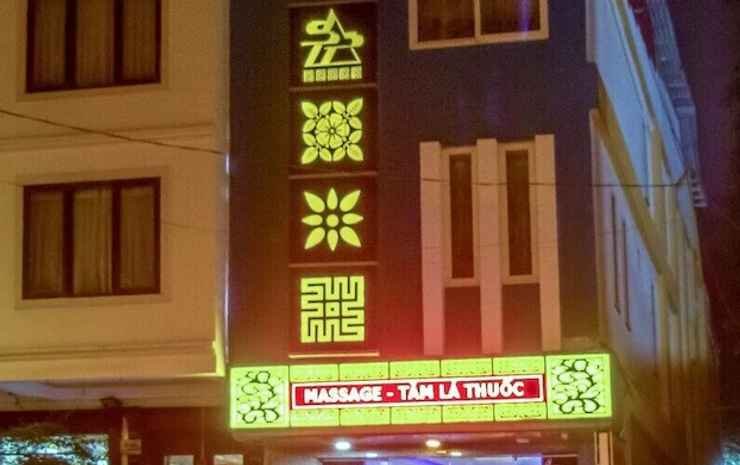 MASSAGE - TẮM LÁ THUỐC